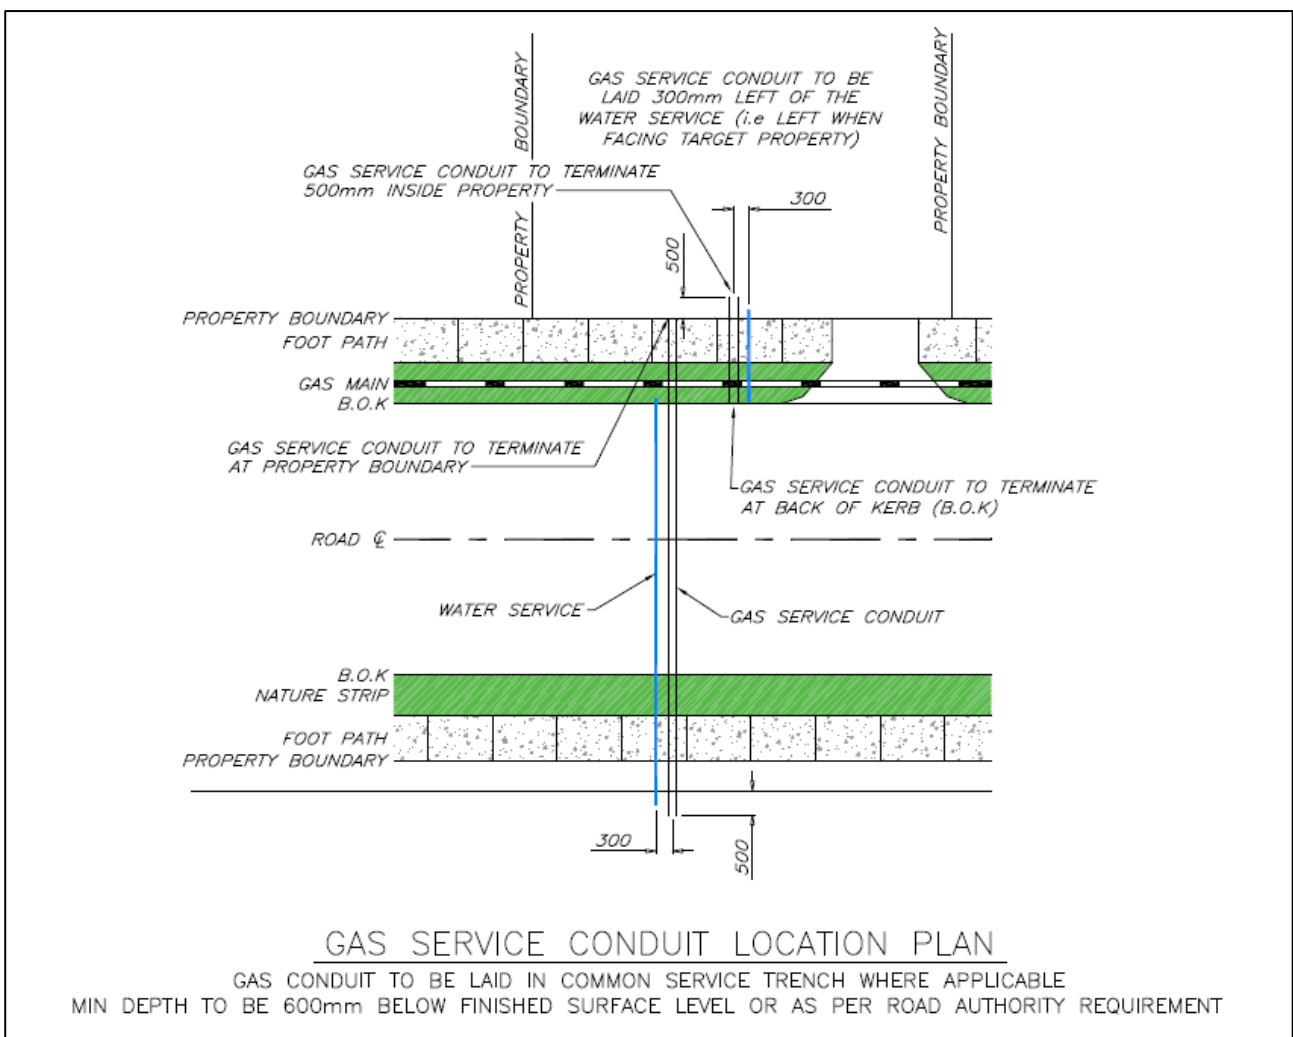 PROPERTY BOUNDARY
PROPERTY BOUNDARY
GAS SERVICE CONDUIT TO BE
LAID 300mm LEFT OF THE
WATER SERVICE (i.e LEFT WHEN
FACING TARGET PROPERTY)
GAS SERVICE CONDUIT TO TERMINATE
500mm INSIDE PROPERTY
300
500
PROPERTY BOUNDARY
FOOT PATH
GAS MAIN
B.O.K
GAS SERVICE CONDUIT TO TERMINATE
AT PROPERTY BOUNDARY
GAS SERVICE CONDUIT TO TERMINATE
AT BACK OF KERB (B.O.K)
ROAD ℄
WATER SERVICE
GAS SERVICE CONDUIT
B.O.K
NATURE STRIP
FOOT PATH
PROPERTY BOUNDARY
300
500
GAS SERVICE CONDUIT LOCATION PLAN
GAS CONDUIT TO BE LAID IN COMMON SERVICE TRENCH WHERE APPLICABLE
MIN DEPTH TO BE 600mm BELOW FINISHED SURFACE LEVEL OR AS PER ROAD AUTHORITY REQUIREMENT